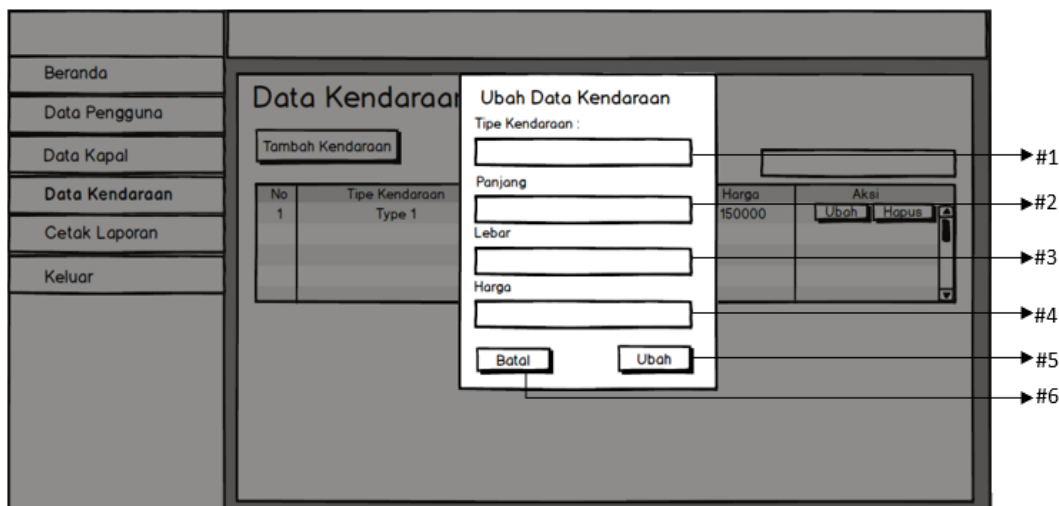 Beranda
Data Pengguna
Data Kapal
Data Kendaraan
Cetak Laporan
Keluar
Data Kendaraan
Tambah Kendaraan
No Tipe Kendaraan Harga Aksi
1 Type 1 150000 Ubah Hapus
Ubah Data Kendaraan
Tipe Kendaraan :
Panjang
Lebar
Harga
Batal Ubah
#1
#2
#3
#4
#5
#6